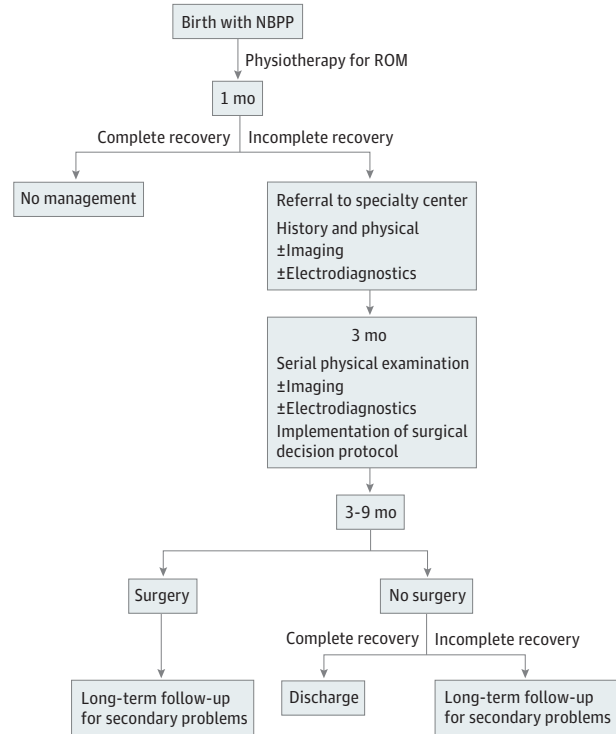 Birth with NBPP
Physiotherapy for ROM
1 mo
Complete recovery
Incomplete recovery
No management
Referral to specialty center
History and physical
±Imaging
±Electrodiagnostics
3 mo
Serial physical examination
±Imaging
±Electrodiagnostics
Implementation of surgical
decision protocol
3-9 mo
Surgery
No surgery
Complete recovery
Incomplete recovery
Long-term follow-up
for secondary problems
Discharge
Long-term follow-up
for secondary problems